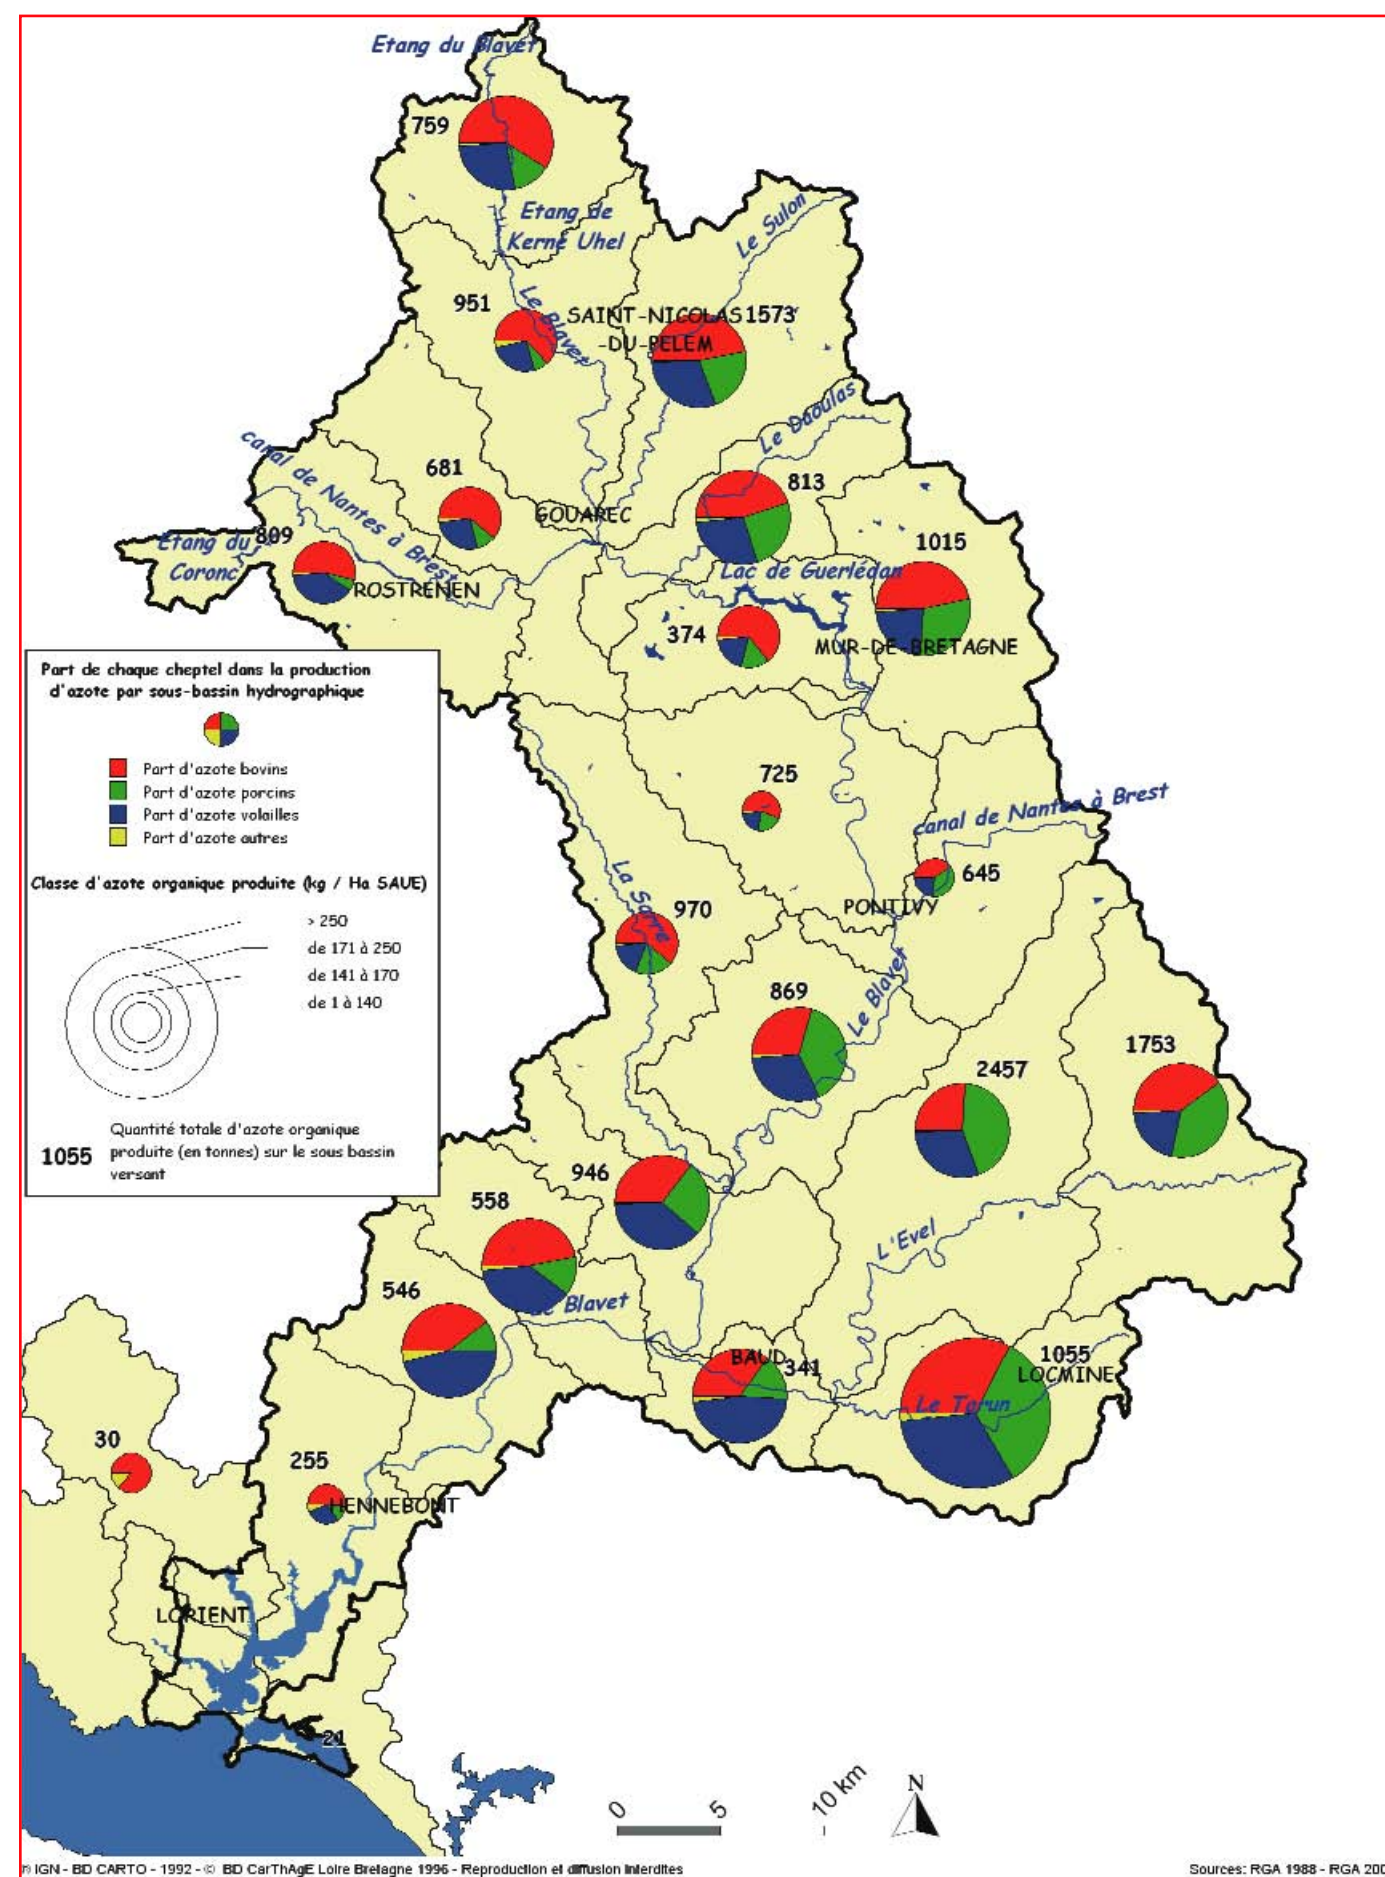 Etang du Blavet
759
Etang de
Kerné Uhel
Le Sulon
951
Le Blavet
SAINT-NICOLAS
-DU-PELEM
1573
Le Daoulas
canal de Nantes à Brest
681
GOUAREC
813
Etang du
Coronc
809
ROSTRENEN
1015
Lac de Guerlédan
374
MUR-DE-BRETAGNE
Part de chaque cheptel dans la production
d'azote par sous-bassin hydrographique
Part d'azote bovins
Part d'azote porcins
Part d'azote volailles
Part d'azote autres
Classe d'azote organique produite (kg / Ha SAUE)
> 250
de 171 à 250
de 141 à 170
de 1 à 140
1055
Quantité totale d'azote organique
produite (en tonnes) sur le sous bassin
versant
725
canal de Nantes à Brest
645
PONTIVY
La Sarre
970
869
Le Blavet
2457
1753
946
558
L'Evel
546
Le Blavet
BAUD
341
1055
LOCMINE
Le Tarun
30
255
HENNEBONT
LORIENT
21
0
5
10 km
N
© IGN - BD CARTO - 1992 - © BD CarThAgE Loire Bretagne 1996 - Reproduction et diffusion interdites
Sources: RGA 1988 - RGA 200